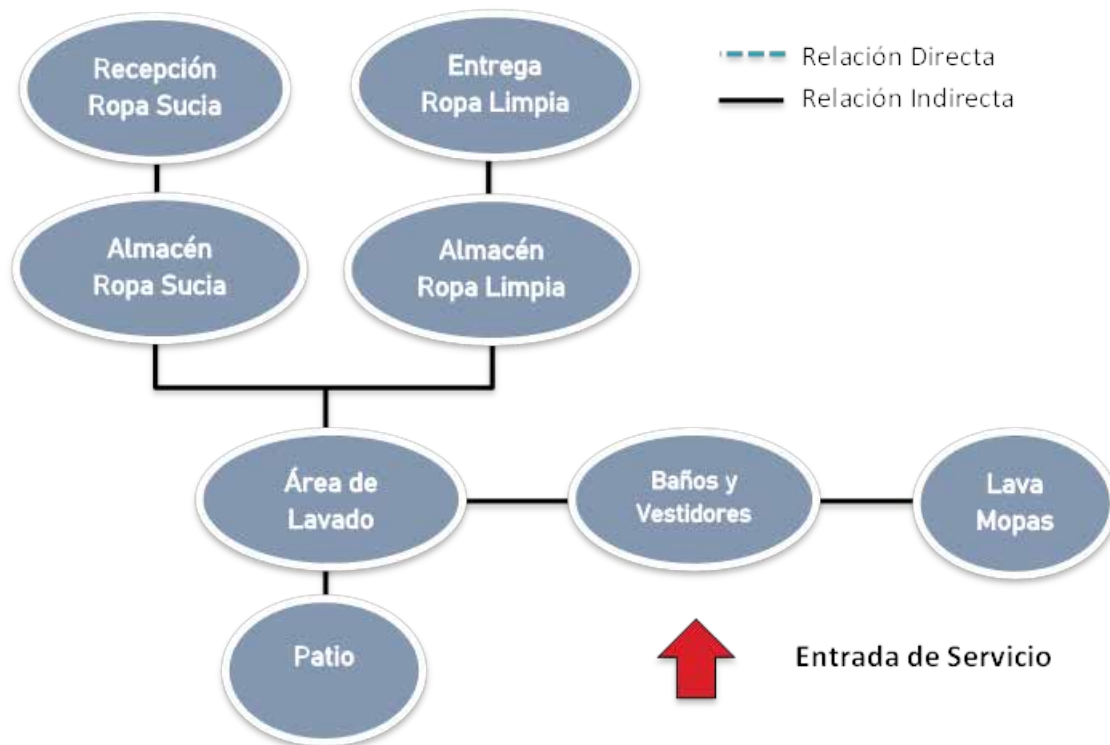 Recepción
Ropa Sucia
Entrega
Ropa Limpia
Relación Directa
Relación Indirecta
Almacén
Ropa Sucia
Almacén
Ropa Limpia
Área de
Lavado
Baños y
Vestidores
Lava
Mopas
Patio
Entrada de Servicio